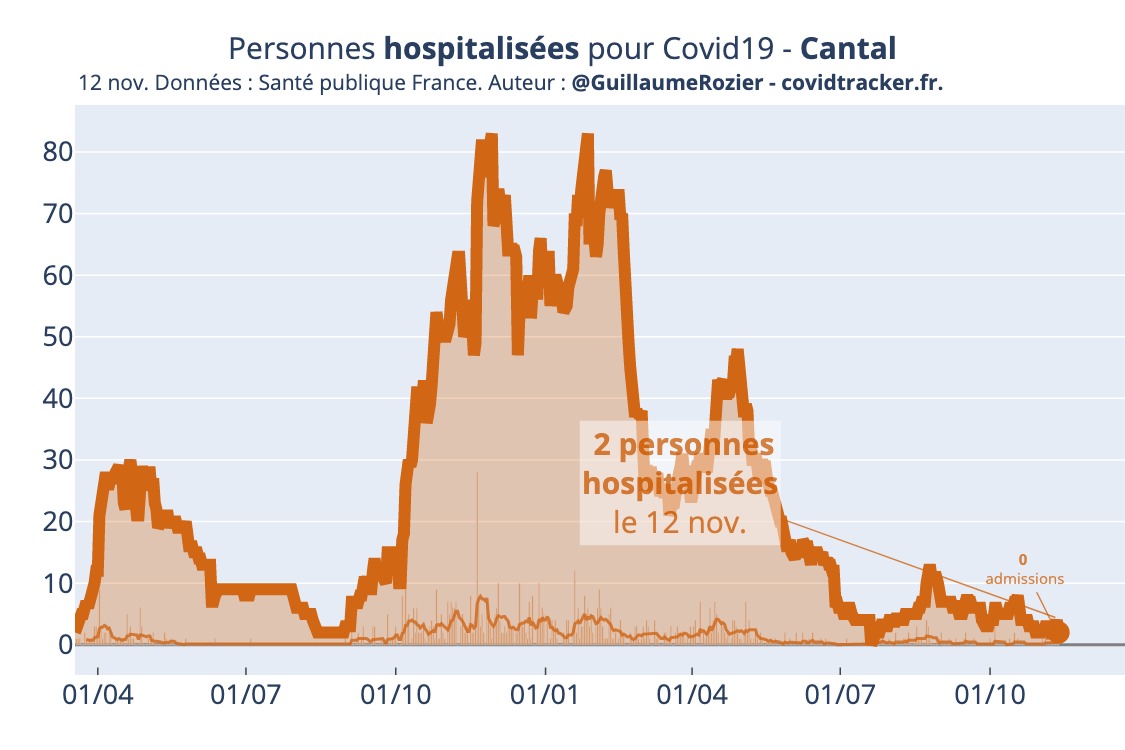 Personnes hospitalisées pour Covid19 - Cantal
12 nov. Données : Santé publique France. Auteur : @GuillaumeRozier - covidtracker.fr.
80
70
60
50
40
30
20
10
0
2 personnes
hospitalisées
le 12 nov.
0
admissions
01/04
01/07
01/10
01/01
01/04
01/07
01/10